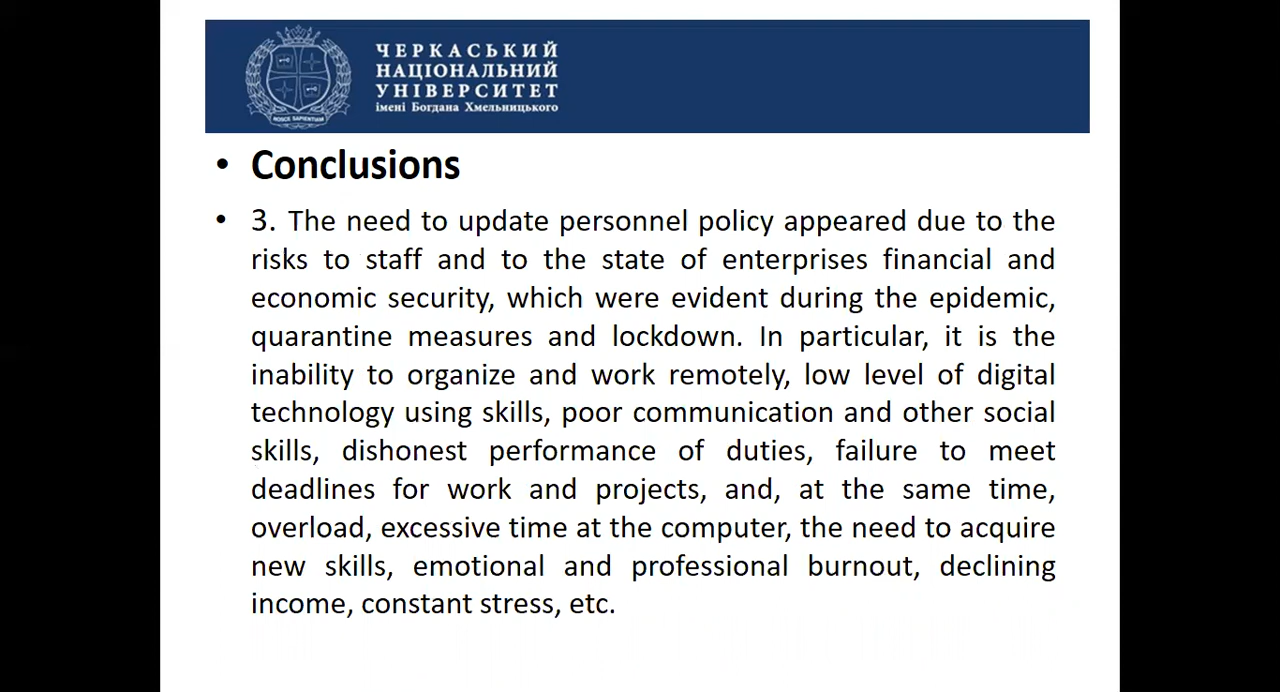 ЧЕРКАСЬКИЙ
НАЦІОНАЛЬНИЙ
УНІВЕРСИТЕТ
імені Богдана Хмельницького
NOSCE SAPIENTIAM
• Conclusions
• 3. The need to update personnel policy appeared due to the
risks to staff and to the state of enterprises financial and
economic security, which were evident during the epidemic,
quarantine measures and lockdown. In particular, it is the
inability to organize and work remotely, low level of digital
technology using skills, poor communication and other social
skills, dishonest performance of duties, failure to meet
deadlines for work and projects, and, at the same time,
overload, excessive time at the computer, the need to acquire
new skills, emotional and professional burnout, declining
income, constant stress, etc.